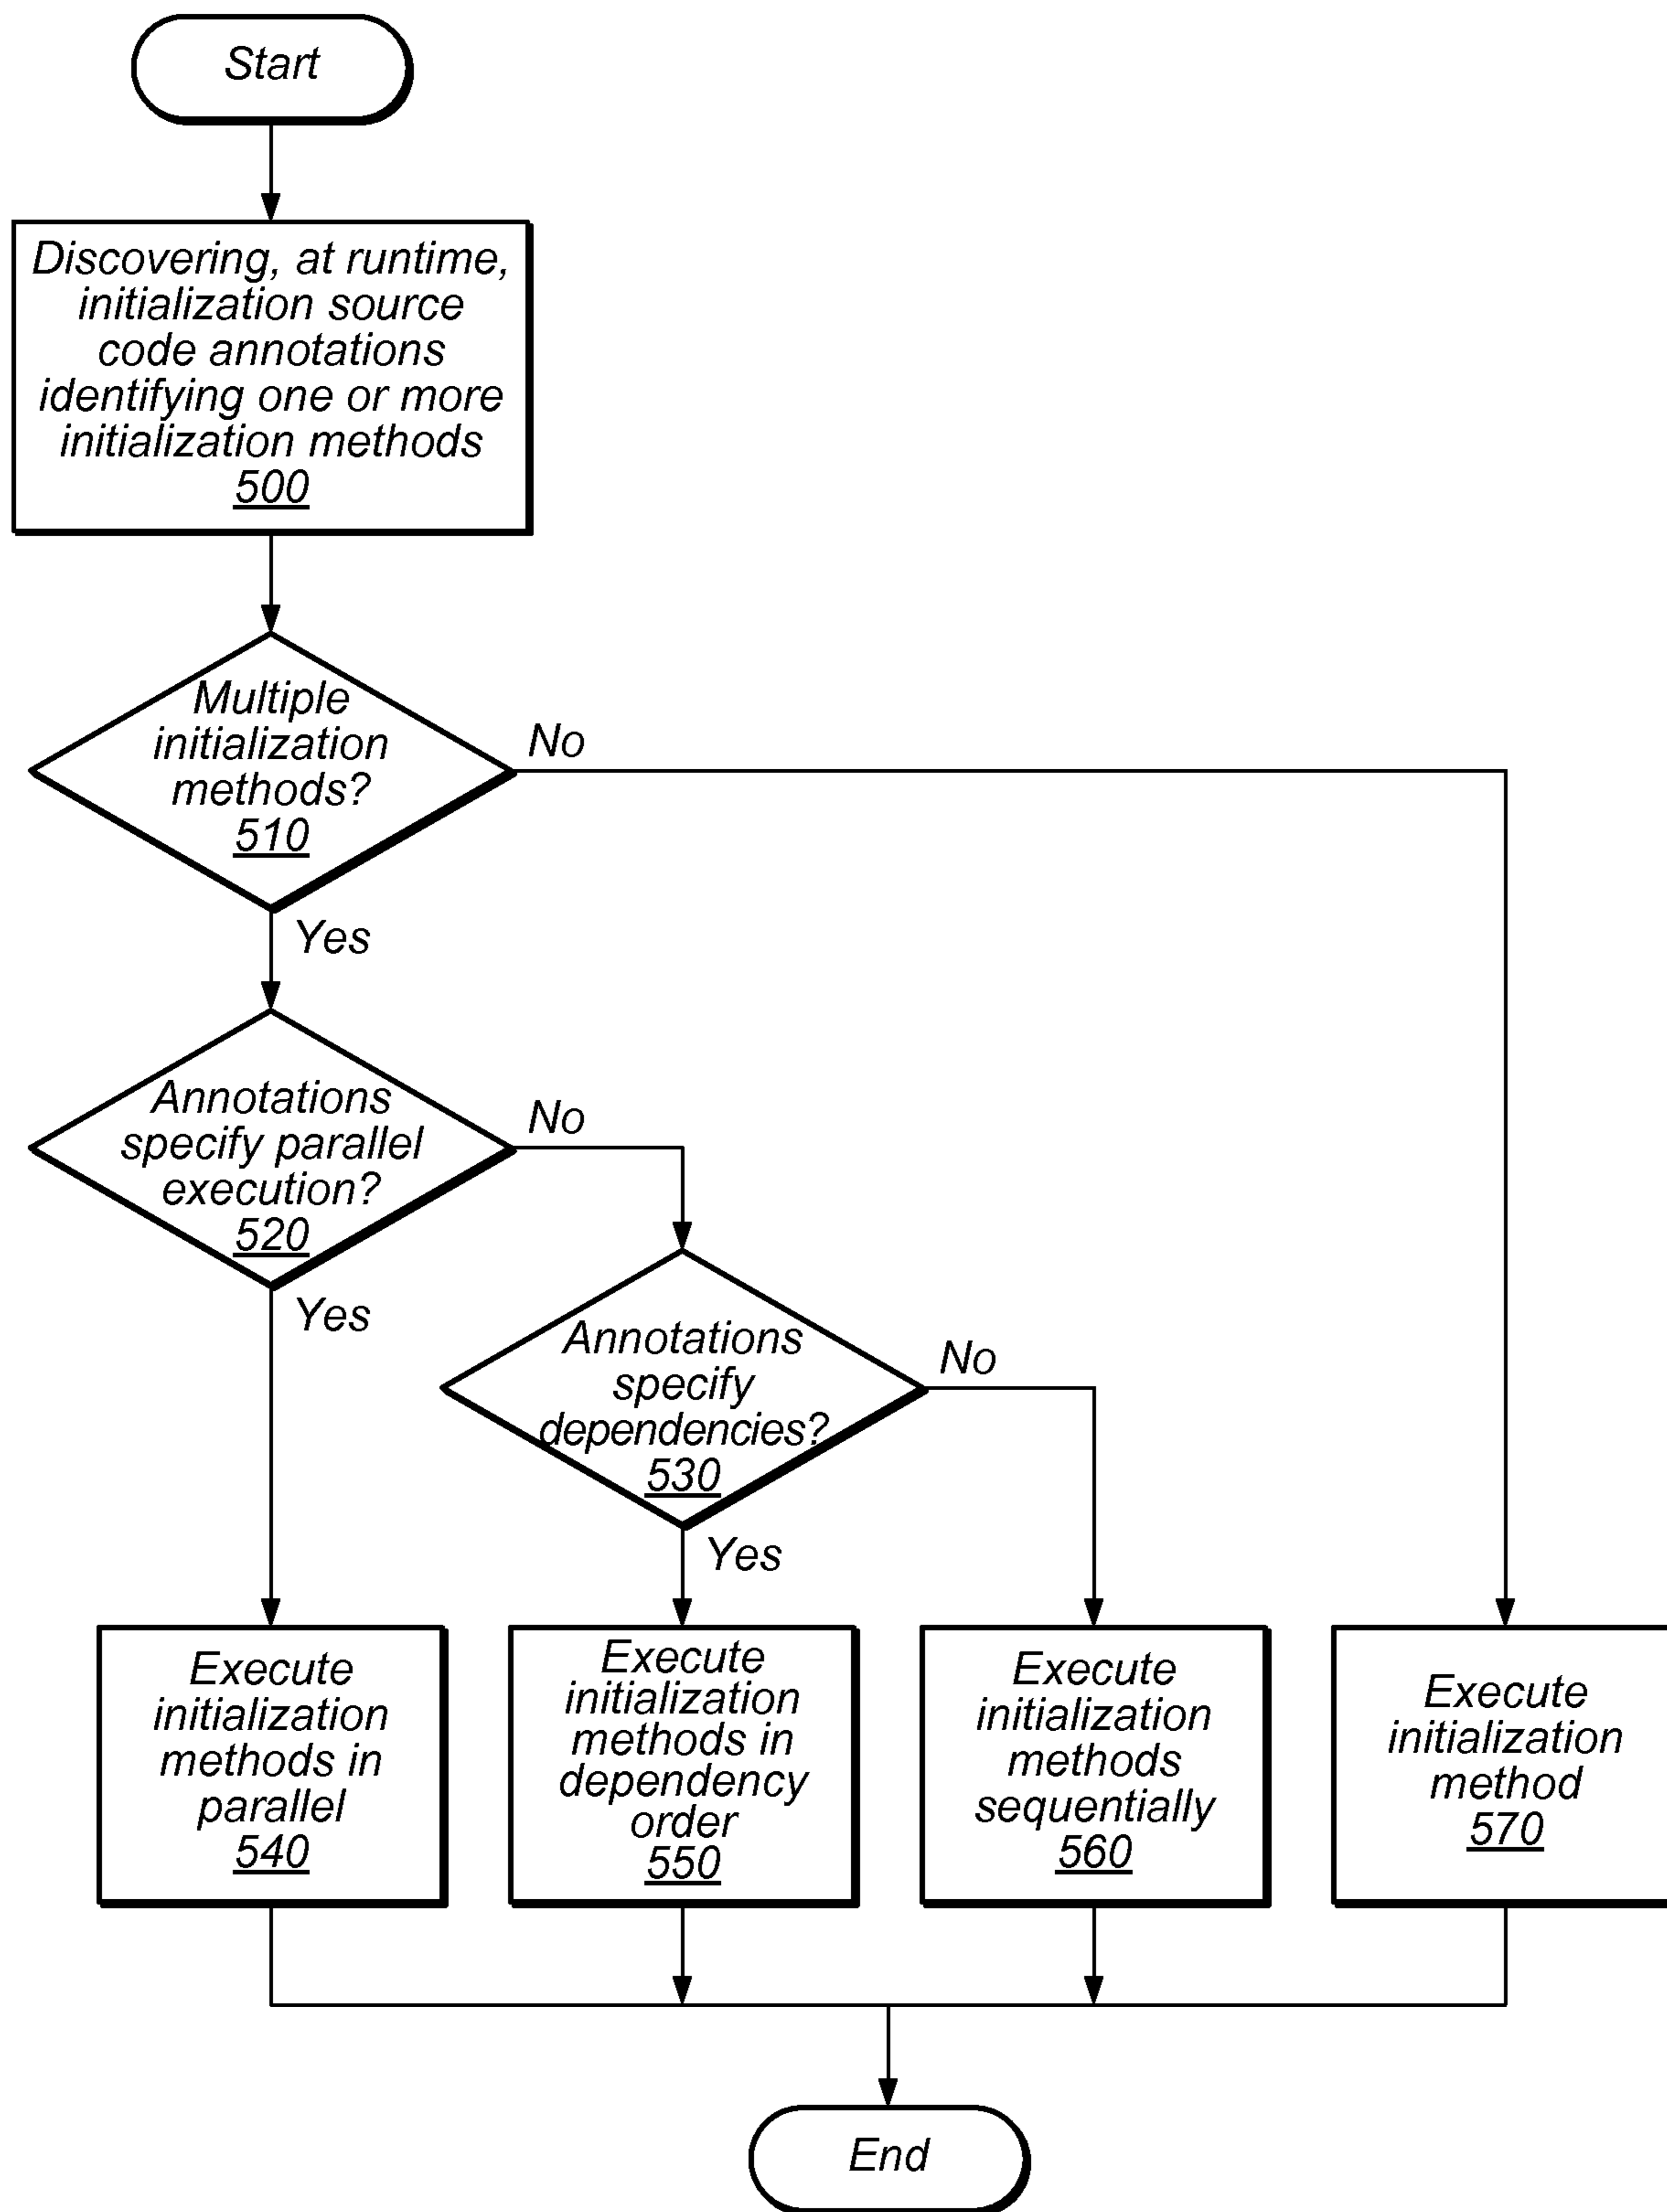 Start
Discovering, at runtime,
initialization source
code annotations
identifying one or more
initialization methods
500
Multiple
initialization
methods?
510
No
Yes
Annotations
specify parallel
execution?
520
No
Yes
Annotations
specify
dependencies?
530
No
Yes
Execute
initialization
methods in
parallel
540
Execute
initialization
methods in
dependency
order
550
Execute
initialization
methods
sequentially
560
Execute
initialization
method
570
End